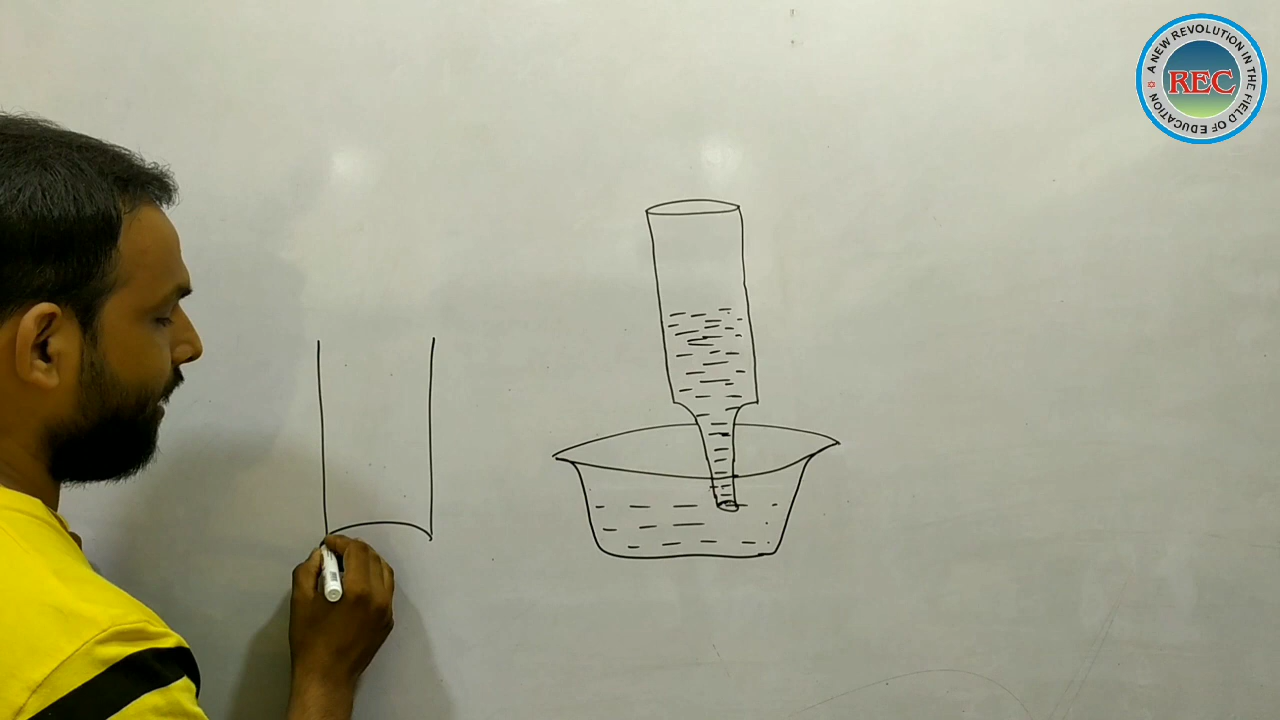 A NEW REVOLUTION IN THE FIELD OF EDUCATION
REC